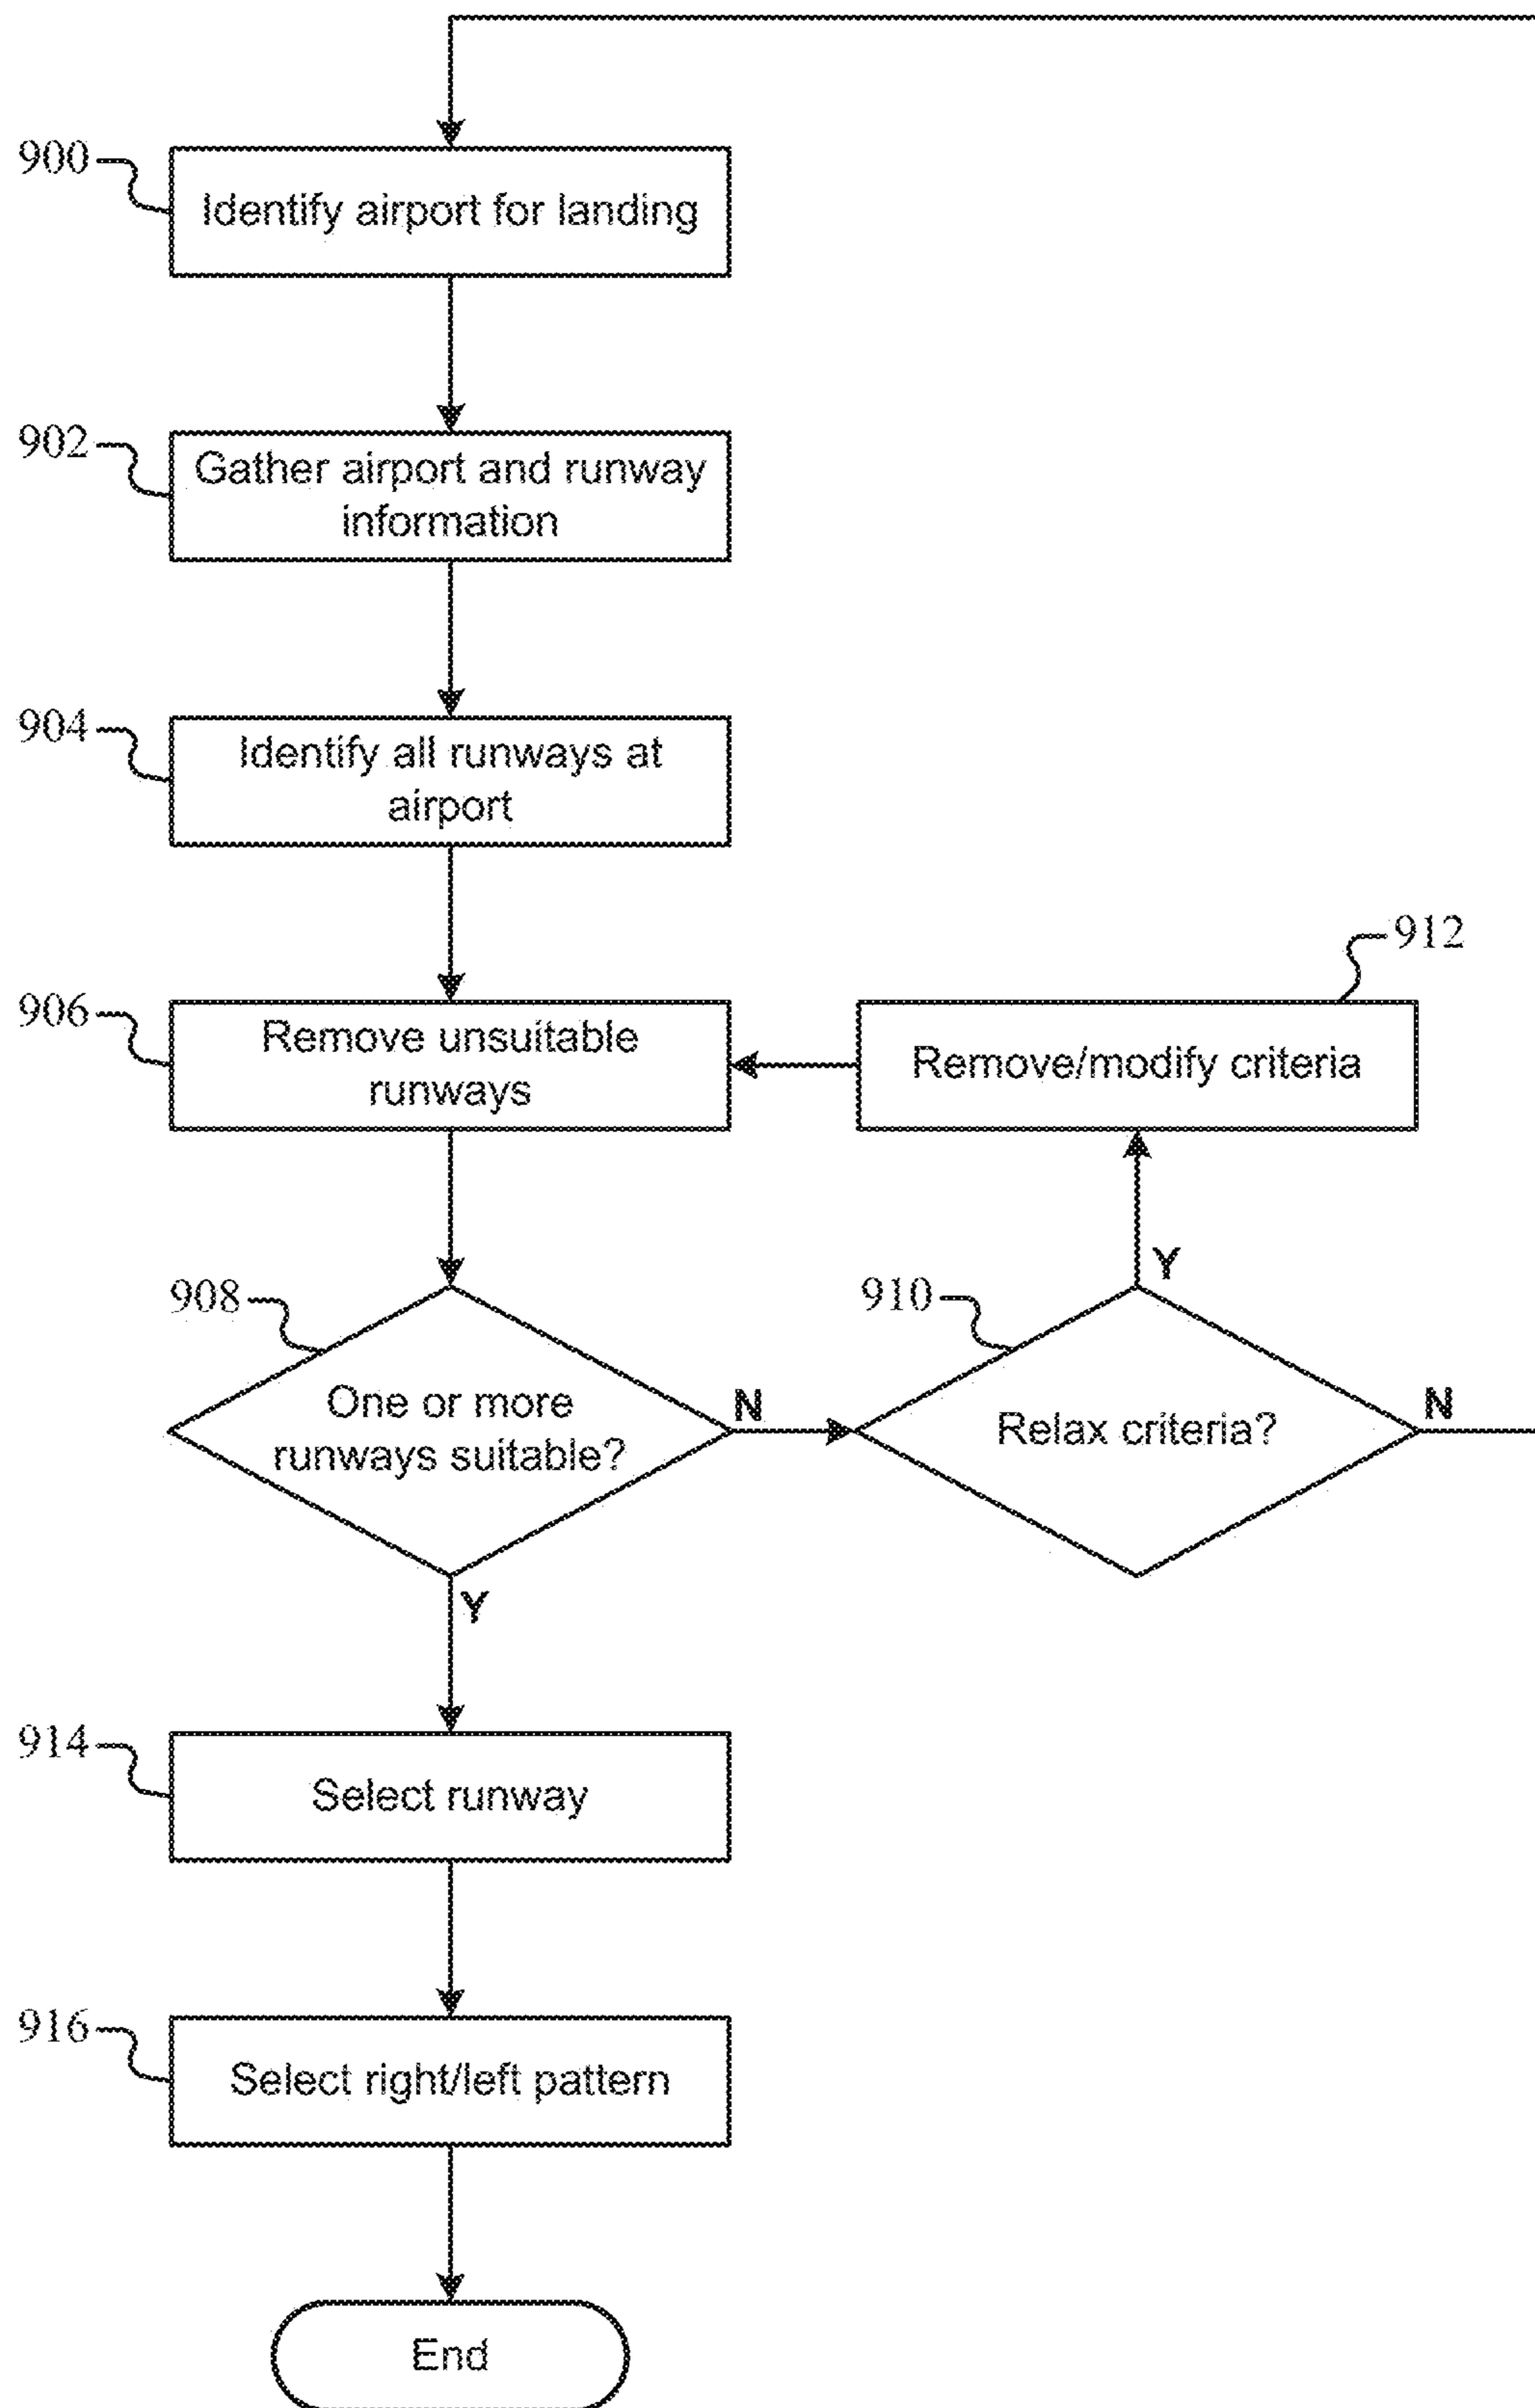 900
Identify airport for landing
902
Gather airport and runway
information
904
Identify all runways at
airport
912
906
Remove unsuitable
runways
Remove/modify criteria
Y
908
910
One or more
runways suitable?
N
Relax criteria?
N
Y
914
Select runway
916
Select right/left pattern
End